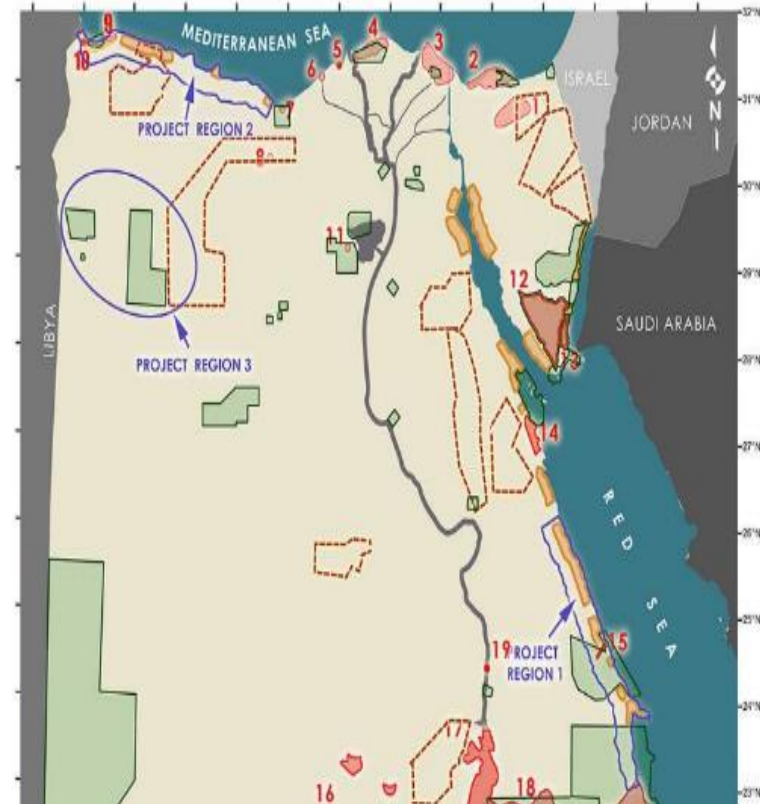 32°N
9
10
MEDITERRANEAN SEA
4
5
3
6
2
ISRAEL
1
31°N
7
JORDAN
N
PROJECT REGION 2
8
30°N
11
29°N
12
SAUDI ARABIA
LIBYA
PROJECT REGION 3
28°N
14
27°N
RED SEA
26°N
25°N
19
PROJECT
REGION 1
15
24°N
17
16
18
23°N